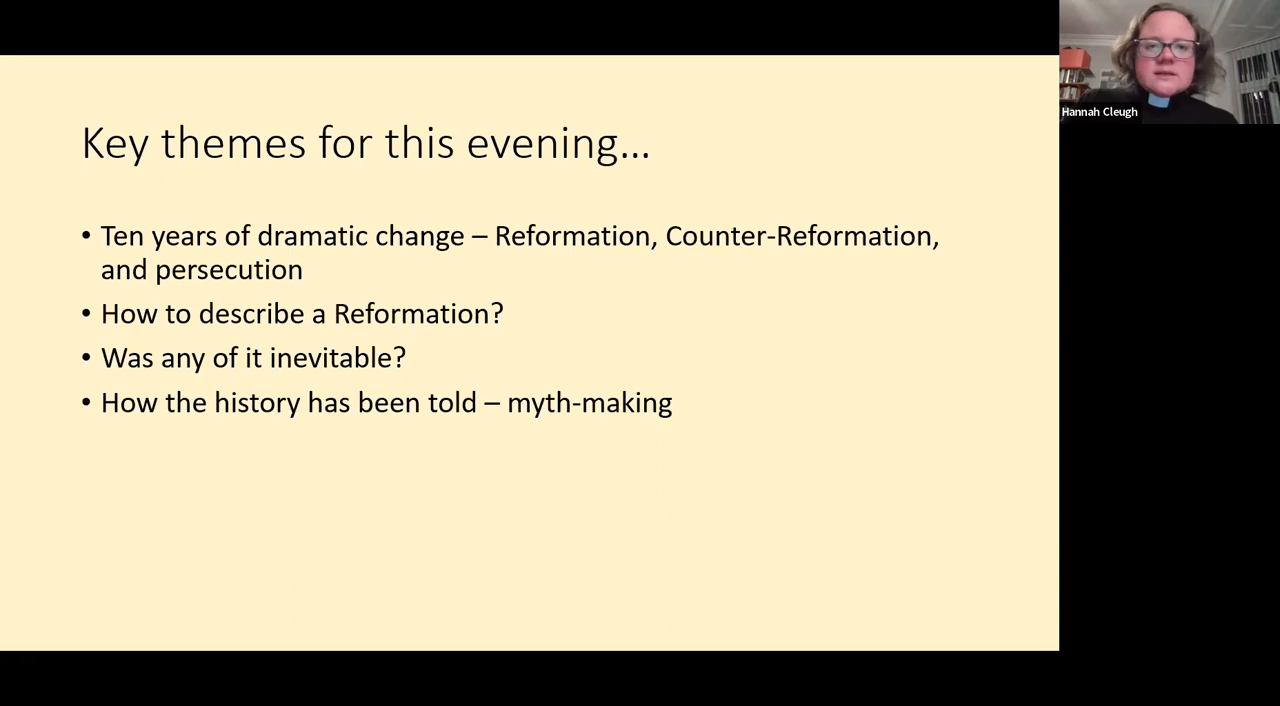 Key themes for this evening…
• Ten years of dramatic change – Reformation, Counter-Reformation,
and persecution
• How to describe a Reformation?
• Was any of it inevitable?
• How the history has been told – myth-making
Hannah Cleugh